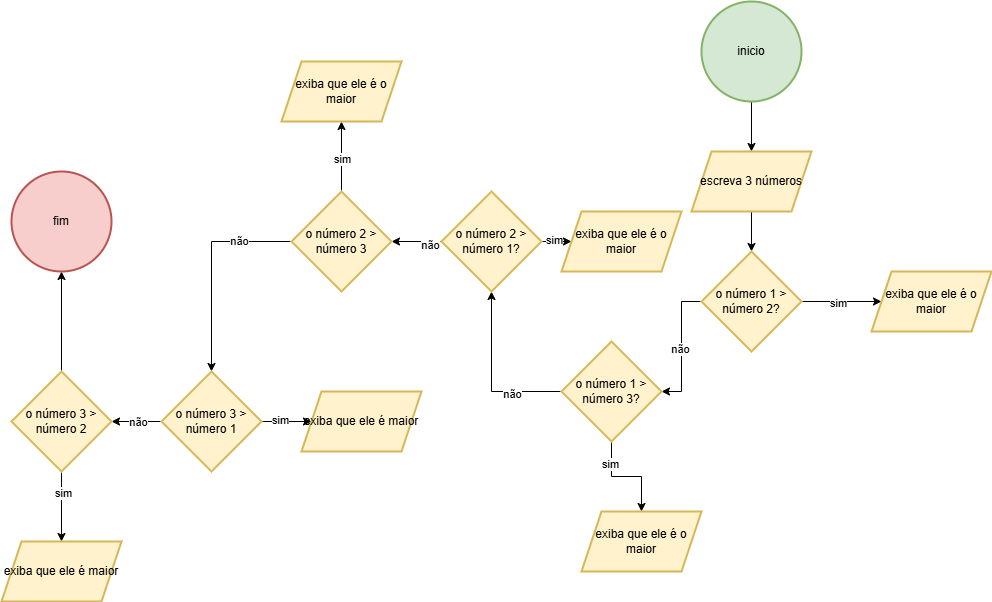 inicio
escreva 3 números
o número 1 >
número 2?
sim
exiba que ele é o
maior
não
o número 1 >
número 3?
sim
exiba que ele é o
maior
não
o número 2 >
número 1?
sim
exiba que ele é o
maior
não
o número 2 >
número 3
sim
exiba que ele é o
maior
não
o número 3 >
número 1
sim
exiba que ele é maior
não
o número 3 >
número 2
sim
exiba que ele é maior
fim